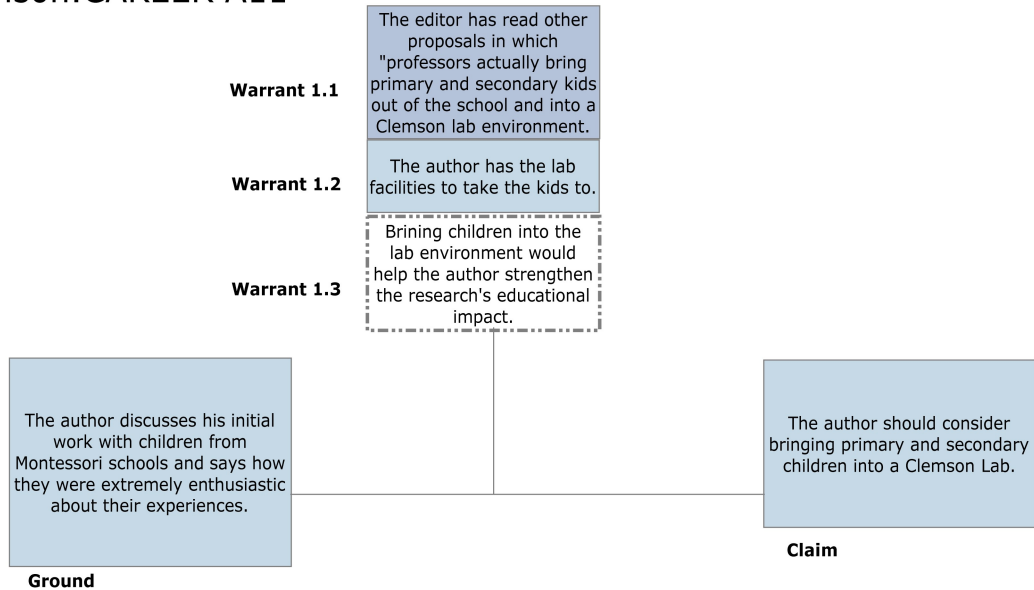 The editor has read other
proposals in which
"professors actually bring
primary and secondary kids
out of the school and into a
Clemson lab environment.
Warrant 1.1
The author has the lab
facilities to take the kids to.
Warrant 1.2
Brining children into the
lab environment would
help the author strengthen
the research's educational
impact.
Warrant 1.3
The author discusses his initial
work with children from
Montessori schools and says how
they were extremely enthusiastic
about their experiences.
Ground
The author should consider
bringing primary and secondary
children into a Clemson Lab.
Claim